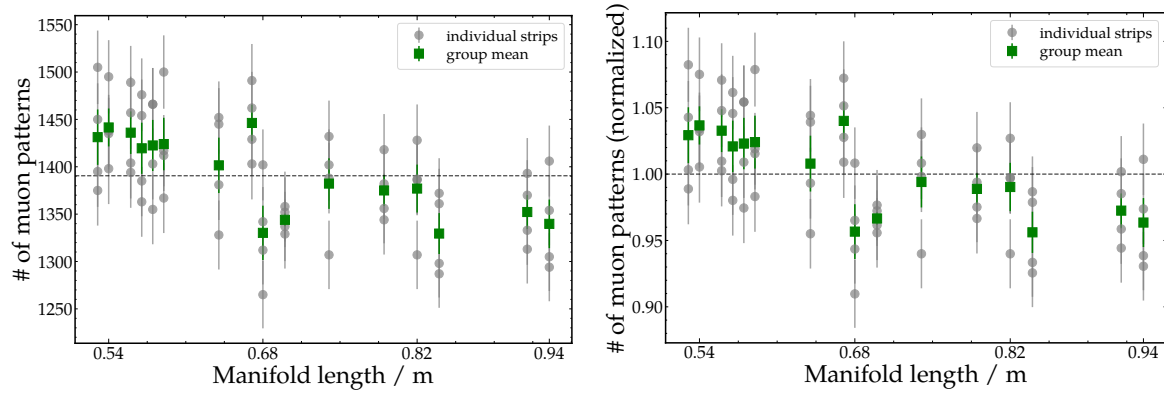 # of muon patterns
1550
1500
1450
1400
1350
1300
1250
individual strips
group mean
0.54
0.68
0.82
0.94
Manifold length / m
# of muon patterns (normalized)
1.10
1.05
1.00
0.95
0.90
individual strips
group mean
0.54
0.68
0.82
0.94
Manifold length / m